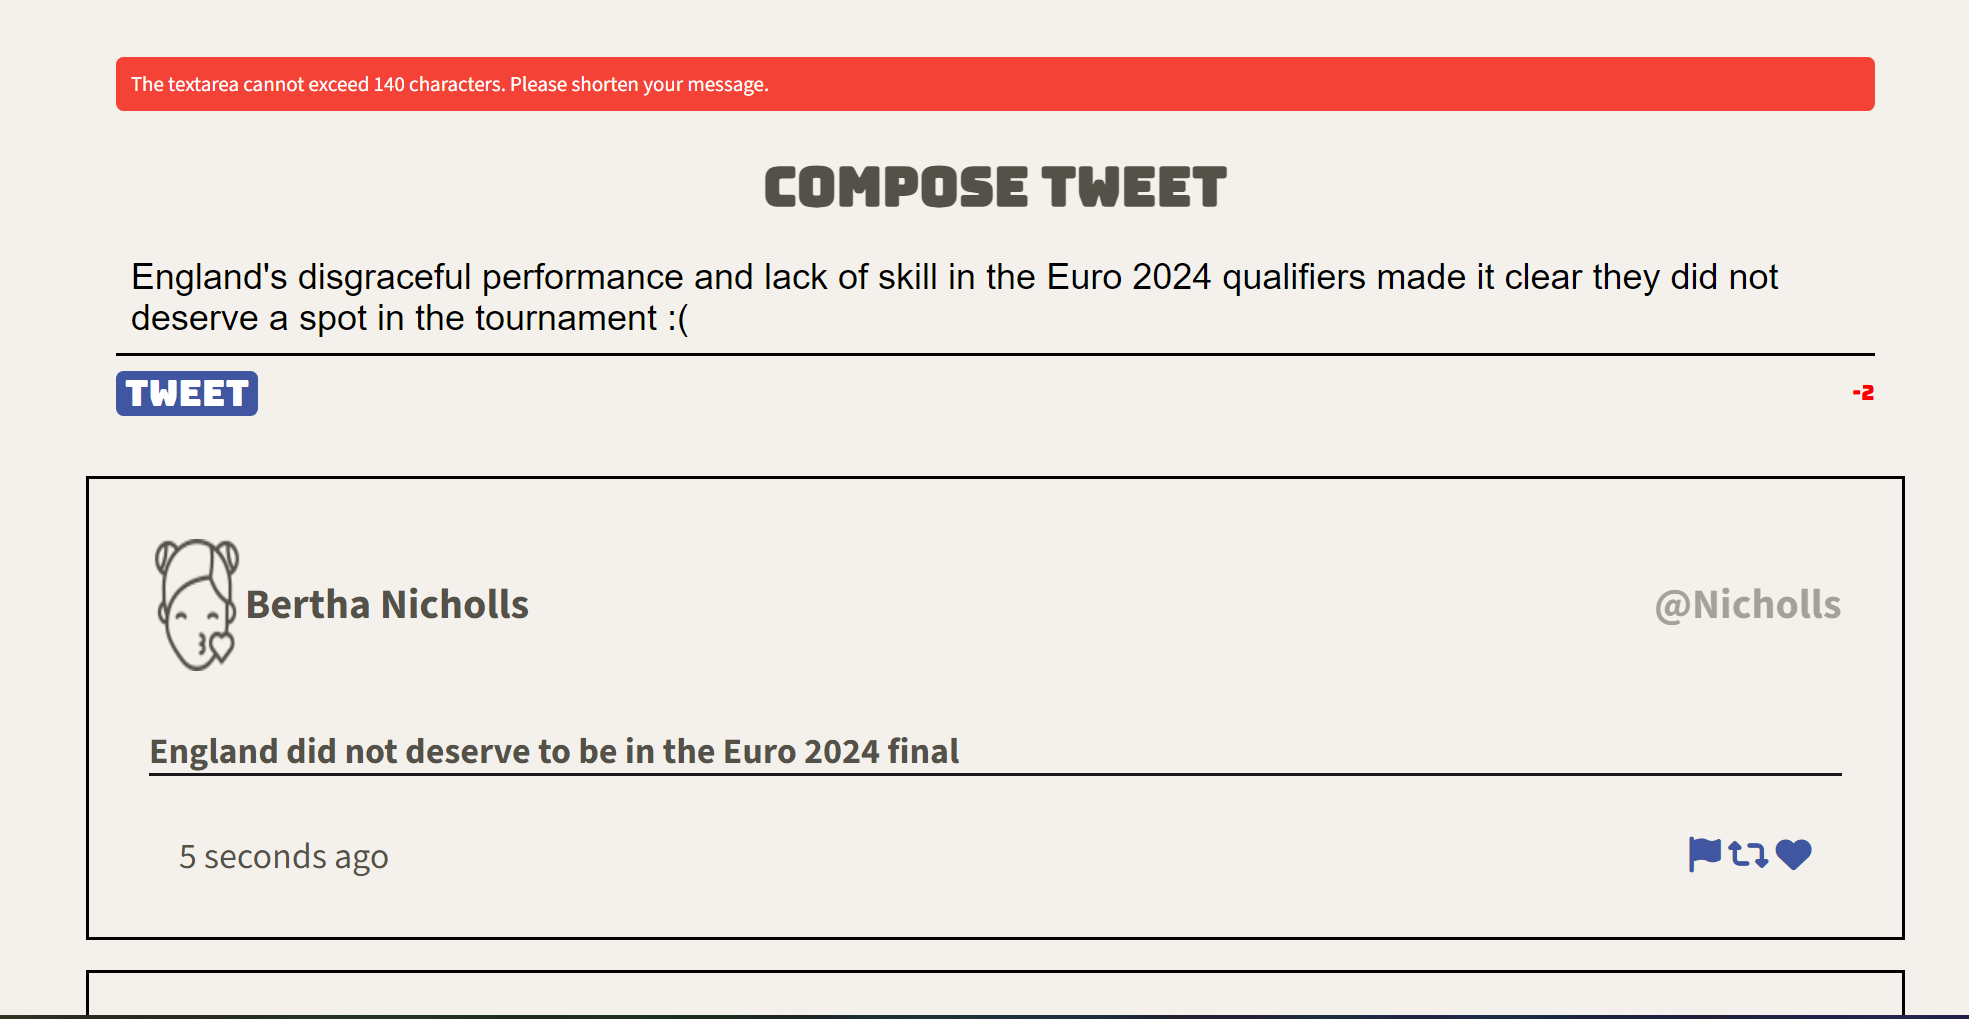 The textarea cannot exceed 140 characters. Please shorten your message.
COMPOSE TWEET
England's disgraceful performance and lack of skill in the Euro 2024 qualifiers made it clear they did not
deserve a spot in the tournament :(
TWEET
-2
Bertha Nicholls
@Nicholls
England did not deserve to be in the Euro 2024 final
5 seconds ago